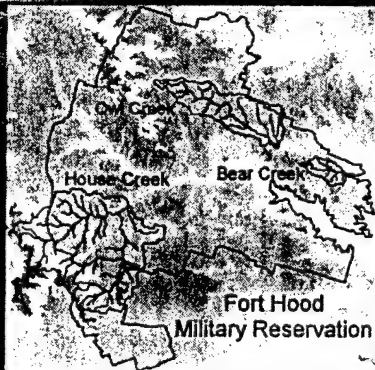 Owl Creek
House Creek
Bear Creek
Fort Hood
Military Reservation